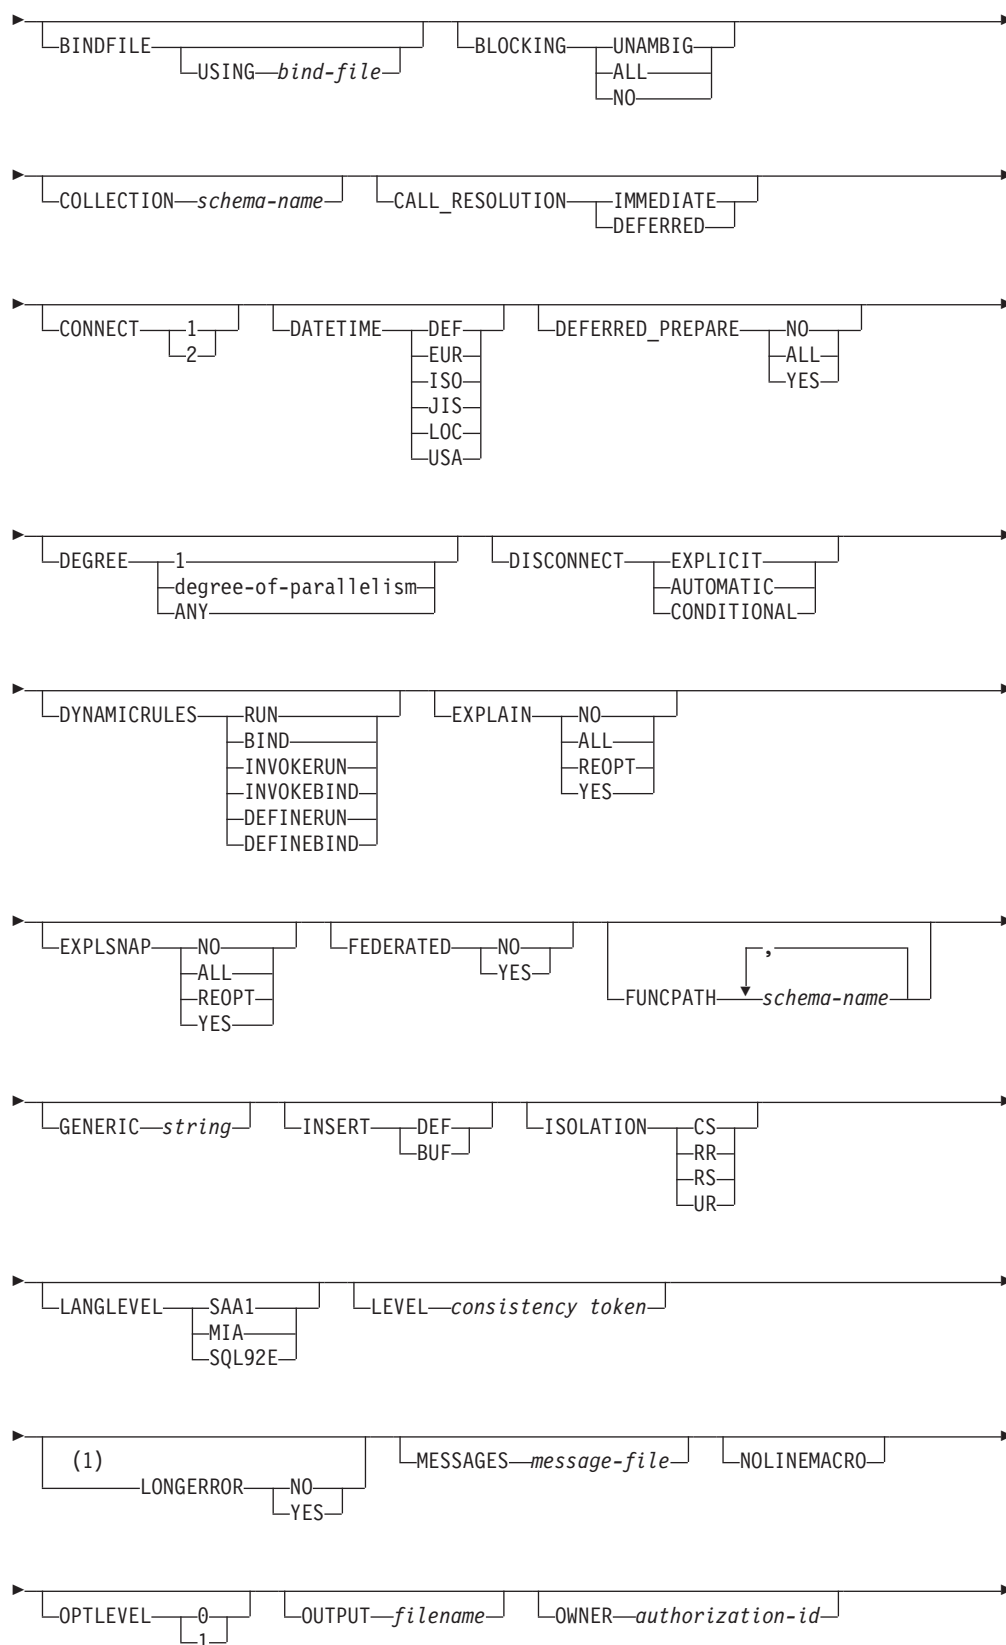 BINDFILE USING bind-file BLOCKING UNAMBIG
ALL
NO
COLLECTION schema-name CALL_RESOLUTION IMMEDIATE
DEFERRED
CONNECT 1 DATETIME DEF DEFERRED_PREPARE NO
2 EUR ALL
ISO YES
JIS
LOC
USA
DEGREE 1 DISCONNECT EXPLICIT
degree-of-parallelism AUTOMATIC
ANY CONDITIONAL
DYNAMICRULES RUN EXPLAIN NO
BIND ALL
INVOKERUN REOPT
INVOKEBIND YES
DEFINERUN
DEFINEBIND
EXPLSNAP NO FEDERATED NO ,
ALL YES
REOPT FUNCPATH schema-name
YES
GENERIC string INSERT DEF ISOLATION CS
BUF RR
RS
UR
LANGLEVEL SAA1 LEVEL consistency token
MIA
SQL92E
(1) MESSAGES message-file NOLINEMACRO
LONGERROR NO
YES
OPTLEVEL 0 OUTPUT filename OWNER authorization-id
1